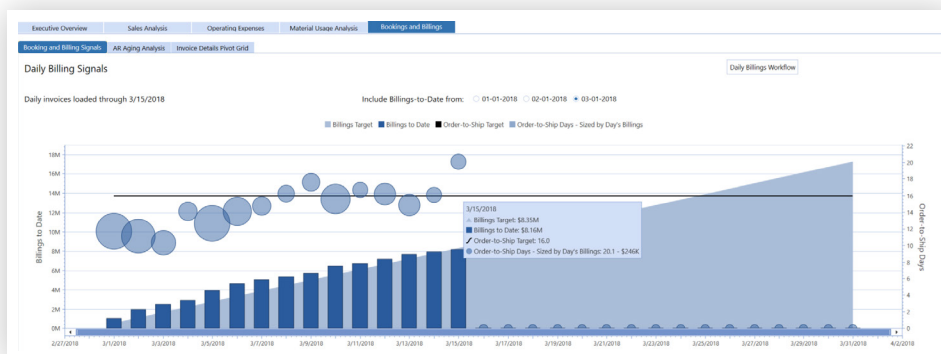 Executive Overview Sales Analysis Operating Expenses Material Usage Analysis Bookings and Billings
Booking and Billing Signals AR Aging Analysis Invoice Details Pivot Grid
Daily Billing Signals
Daily Billings Workflow
Daily invoices loaded through 3/15/2018
Include Billings-to-Date from: 01-01-2018 02-01-2018 03-01-2018
Billings Target Billings to Date Order-to-Ship Target Order-to-Ship Days - Sized by Day's Billings
Billings to Date
18M
16M
14M
12M
10M
8M
6M
4M
2M
0M
3/15/2018
Billings Target: $8.35M
Billings to Date: $8.16M
Order-to-Ship Target: 16.0
Order-to-Ship Days - Sized by Day's Billings: 20.1 - $246K
22
20
18
16
14
12
10
8
6
4
2
0
Order-to-Ship Days
2/27/2018 3/1/2018 3/3/2018 3/5/2018 3/7/2018 3/9/2018 3/11/2018 3/13/2018 3/15/2018 3/17/2018 3/19/2018 3/21/2018 3/23/2018 3/25/2018 3/27/2018 3/29/2018 3/31/2018 4/2/2018